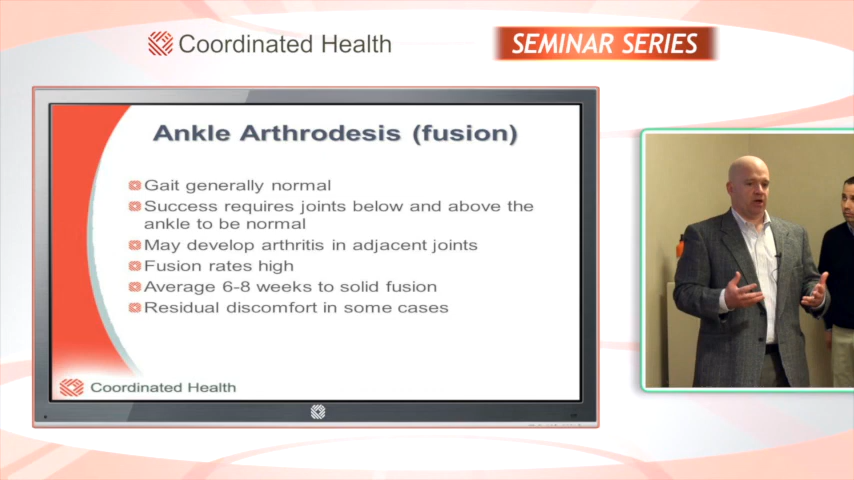 Coordinated Health
SEMINAR SERIES
Ankle Arthrodesis (fusion)
Gait generally normal
Success requires joints below and above the
ankle to be normal
May develop arthritis in adjacent joints
Fusion rates high
Average 6-8 weeks to solid fusion
Residual discomfort in some cases
Coordinated Health